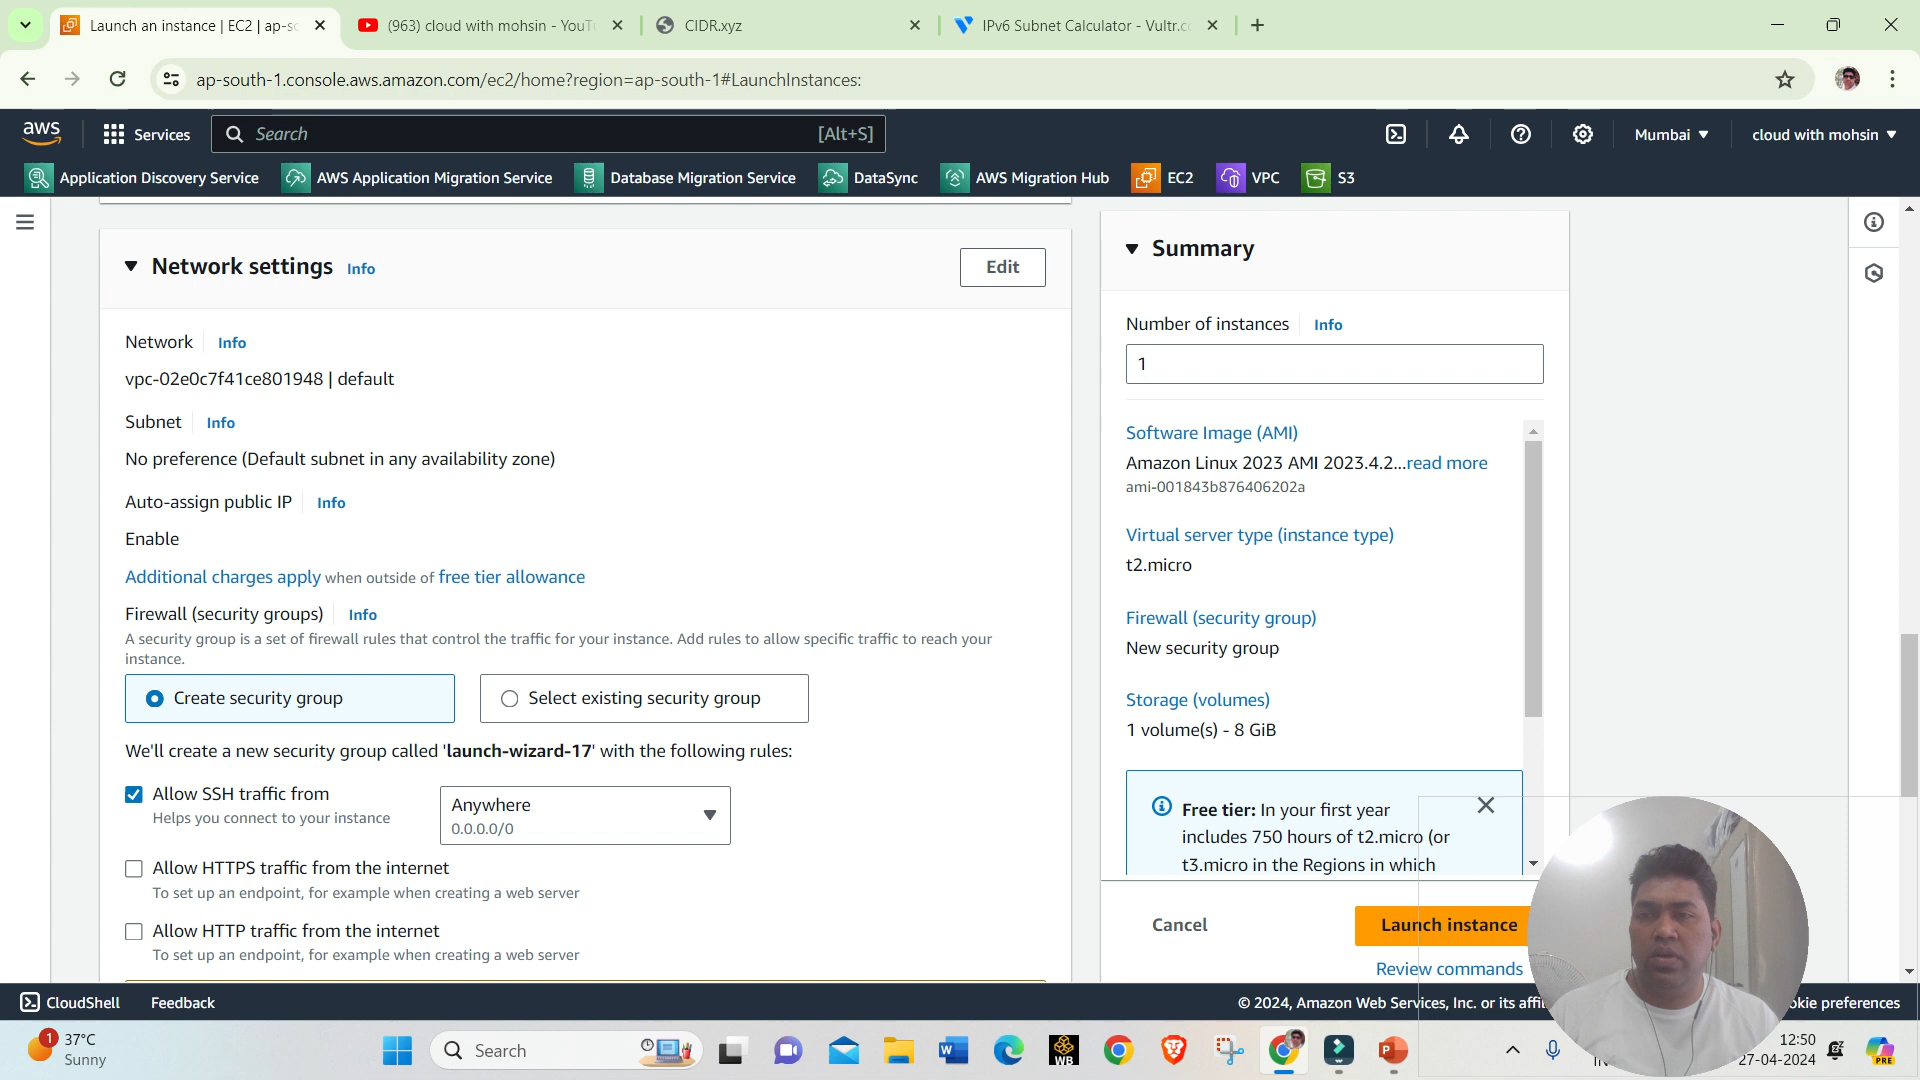 Launch an instance | EC2 | ap-so
(963) cloud with mohsin - YouTu
CIDR.xyz
IPv6 Subnet Calculator - Vultr.co
ap-south-1.console.aws.amazon.com/ec2/home?region=ap-south-1#LaunchInstances:
aws
Services
Search
[Alt+S]
Mumbai
cloud with mohsin
Application Discovery Service
AWS Application Migration Service
Database Migration Service
DataSync
AWS Migration Hub
EC2
VPC
S3
Network settings Info
Edit
Network Info
vpc-02e0c7f41ce801948 | default
Subnet Info
No preference (Default subnet in any availability zone)
Auto-assign public IP Info
Enable
Additional charges apply when outside of free tier allowance
Firewall (security groups) Info
A security group is a set of firewall rules that control the traffic for your instance. Add rules to allow specific traffic to reach your
instance.
Create security group
Select existing security group
We'll create a new security group called 'launch-wizard-17' with the following rules:
Allow SSH traffic from
Helps you connect to your instance
Anywhere
0.0.0.0/0
Allow HTTPS traffic from the internet
To set up an endpoint, for example when creating a web server
Allow HTTP traffic from the internet
To set up an endpoint, for example when creating a web server
Summary
Number of instances Info
1
Software Image (AMI)
Amazon Linux 2023 AMI 2023.4.2...read more
ami-001843b876406202a
Virtual server type (instance type)
t2.micro
Firewall (security group)
New security group
Storage (volumes)
1 volume(s) - 8 GiB
Free tier: In your first year
includes 750 hours of t2.micro (or
t3.micro in the Regions in which
Cancel
Launch instance
Review commands
CloudShell
Feedback
© 2024, Amazon Web Services, Inc. or its affil
okie preferences
1
37°C
Sunny
Search
W
WB
P
12:50
27-04-2024
PRE